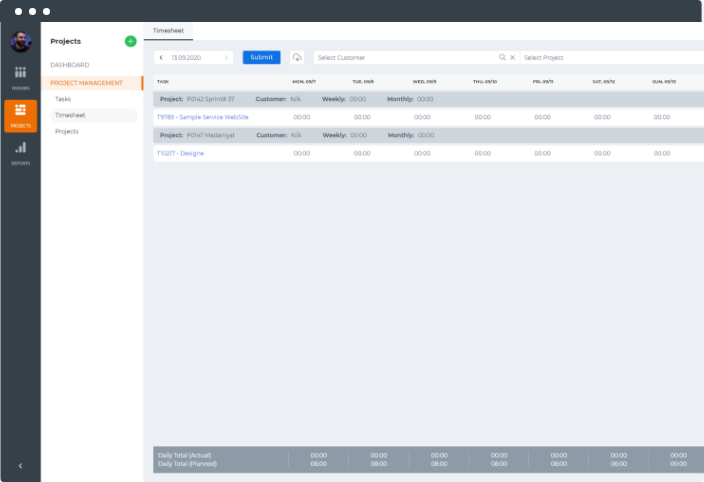 Timesheet
Projects
13.09.2020 Submit Select Customer Select Project
DASHBOARD
PROJECT MANAGEMENT
Tasks
Timesheet
Projects
HUMANS
PROJECTS
REPORTS
TASK MON, 09/7 TUE, 09/8 WED, 09/9 THU, 09/10 FRI, 09/11 SAT, 09/12 SUN, 09/13
Project: P0142 SprintX 37 Customer: N/A Weekly: 00:00 Monthly: 00:00
T9789 - Sample Service WebSite 00:00 00:00 00:00 00:00 00:00 00:00 00:00
Project: P0147 Madaniyat Customer: N/A Weekly: 00:00 Monthly: 00:00
T10217 - Designe 00:00 00:00 00:00 00:00 00:00 00:00 00:00
Daily Total (Actual) 00:00 00:00 00:00 00:00 00:00 00:00 00:00
Daily Total (Planned) 08:00 08:00 08:00 08:00 08:00 06:00 00:00